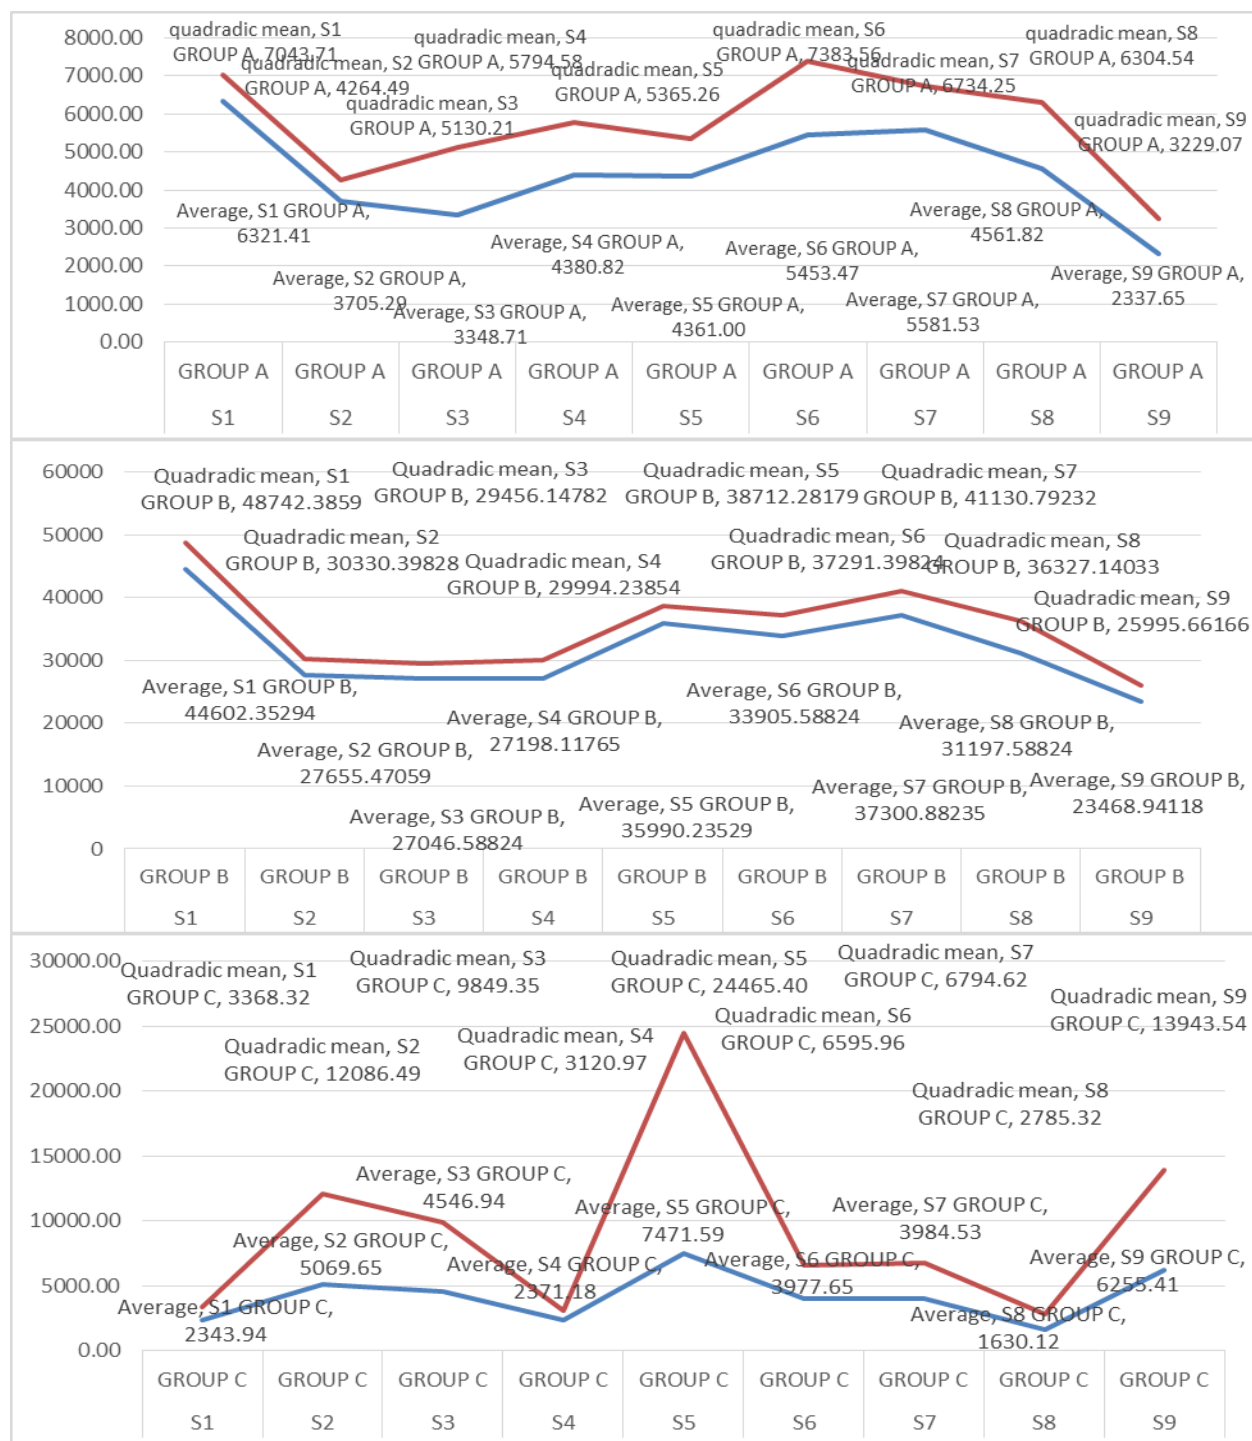 8000.00
7000.00
6000.00
5000.00
4000.00
3000.00
2000.00
1000.00
0.00
quadradic mean, S1
GROUP A, 7043.71
quadradic mean, S2
GROUP A, 4264.49
quadradic mean, S3
GROUP A, 5130.21
quadradic mean, S4
GROUP A, 5794.58
quadradic mean, S5
GROUP A, 5365.26
quadradic mean, S6
GROUP A, 7383.56
quadradic mean, S7
GROUP A, 6734.25
quadradic mean, S8
GROUP A, 6304.54
quadradic mean, S9
GROUP A, 3229.07
Average, S1 GROUP A,
6321.41
Average, S2 GROUP A,
3705.29
Average, S3 GROUP A,
3348.71
Average, S4 GROUP A,
4380.82
Average, S5 GROUP A,
4361.00
Average, S6 GROUP A,
5453.47
Average, S7 GROUP A,
5581.53
Average, S8 GROUP A,
4561.82
Average, S9 GROUP A,
2337.65
GROUP A GROUP A GROUP A GROUP A GROUP A GROUP A GROUP A GROUP A GROUP A
S1 S2 S3 S4 S5 S6 S7 S8 S9
60000
50000
40000
30000
20000
10000
0
Quadradic mean, S1
GROUP B, 48742.3859
Quadradic mean, S2
GROUP B, 30330.39828
Quadradic mean, S3
GROUP B, 29456.14782
Quadradic mean, S4
GROUP B, 29994.23854
Quadradic mean, S5
GROUP B, 38712.28179
Quadradic mean, S6
GROUP B, 37291.39824
Quadradic mean, S7
GROUP B, 41130.79232
Quadradic mean, S8
GROUP B, 36327.14033
Quadradic mean, S9
GROUP B, 25995.66166
Average, S1 GROUP B,
44602.35294
Average, S2 GROUP B,
27655.47059
Average, S3 GROUP B,
27046.58824
Average, S4 GROUP B,
27198.11765
Average, S5 GROUP B,
35990.23529
Average, S6 GROUP B,
33905.58824
Average, S7 GROUP B,
37300.88235
Average, S8 GROUP B,
31197.58824
Average, S9 GROUP B,
23468.94118
GROUP B GROUP B GROUP B GROUP B GROUP B GROUP B GROUP B GROUP B GROUP B
S1 S2 S3 S4 S5 S6 S7 S8 S9
30000.00
25000.00
20000.00
15000.00
10000.00
5000.00
0.00
Quadradic mean, S1
GROUP C, 3368.32
Quadradic mean, S2
GROUP C, 12086.49
Quadradic mean, S3
GROUP C, 9849.35
Quadradic mean, S4
GROUP C, 3120.97
Quadradic mean, S5
GROUP C, 24465.40
Quadradic mean, S6
GROUP C, 6595.96
Quadradic mean, S7
GROUP C, 6794.62
Quadradic mean, S8
GROUP C, 2785.32
Quadradic mean, S9
GROUP C, 13943.54
Average, S1 GROUP C,
2343.94
Average, S2 GROUP C,
5069.65
Average, S3 GROUP C,
4546.94
Average, S4 GROUP C,
2371.18
Average, S5 GROUP C,
7471.59
Average, S6 GROUP C,
3977.65
Average, S7 GROUP C,
3984.53
Average, S8 GROUP C,
1630.12
Average, S9 GROUP C,
6255.41
GROUP C GROUP C GROUP C GROUP C GROUP C GROUP C GROUP C GROUP C GROUP C
S1 S2 S3 S4 S5 S6 S7 S8 S9